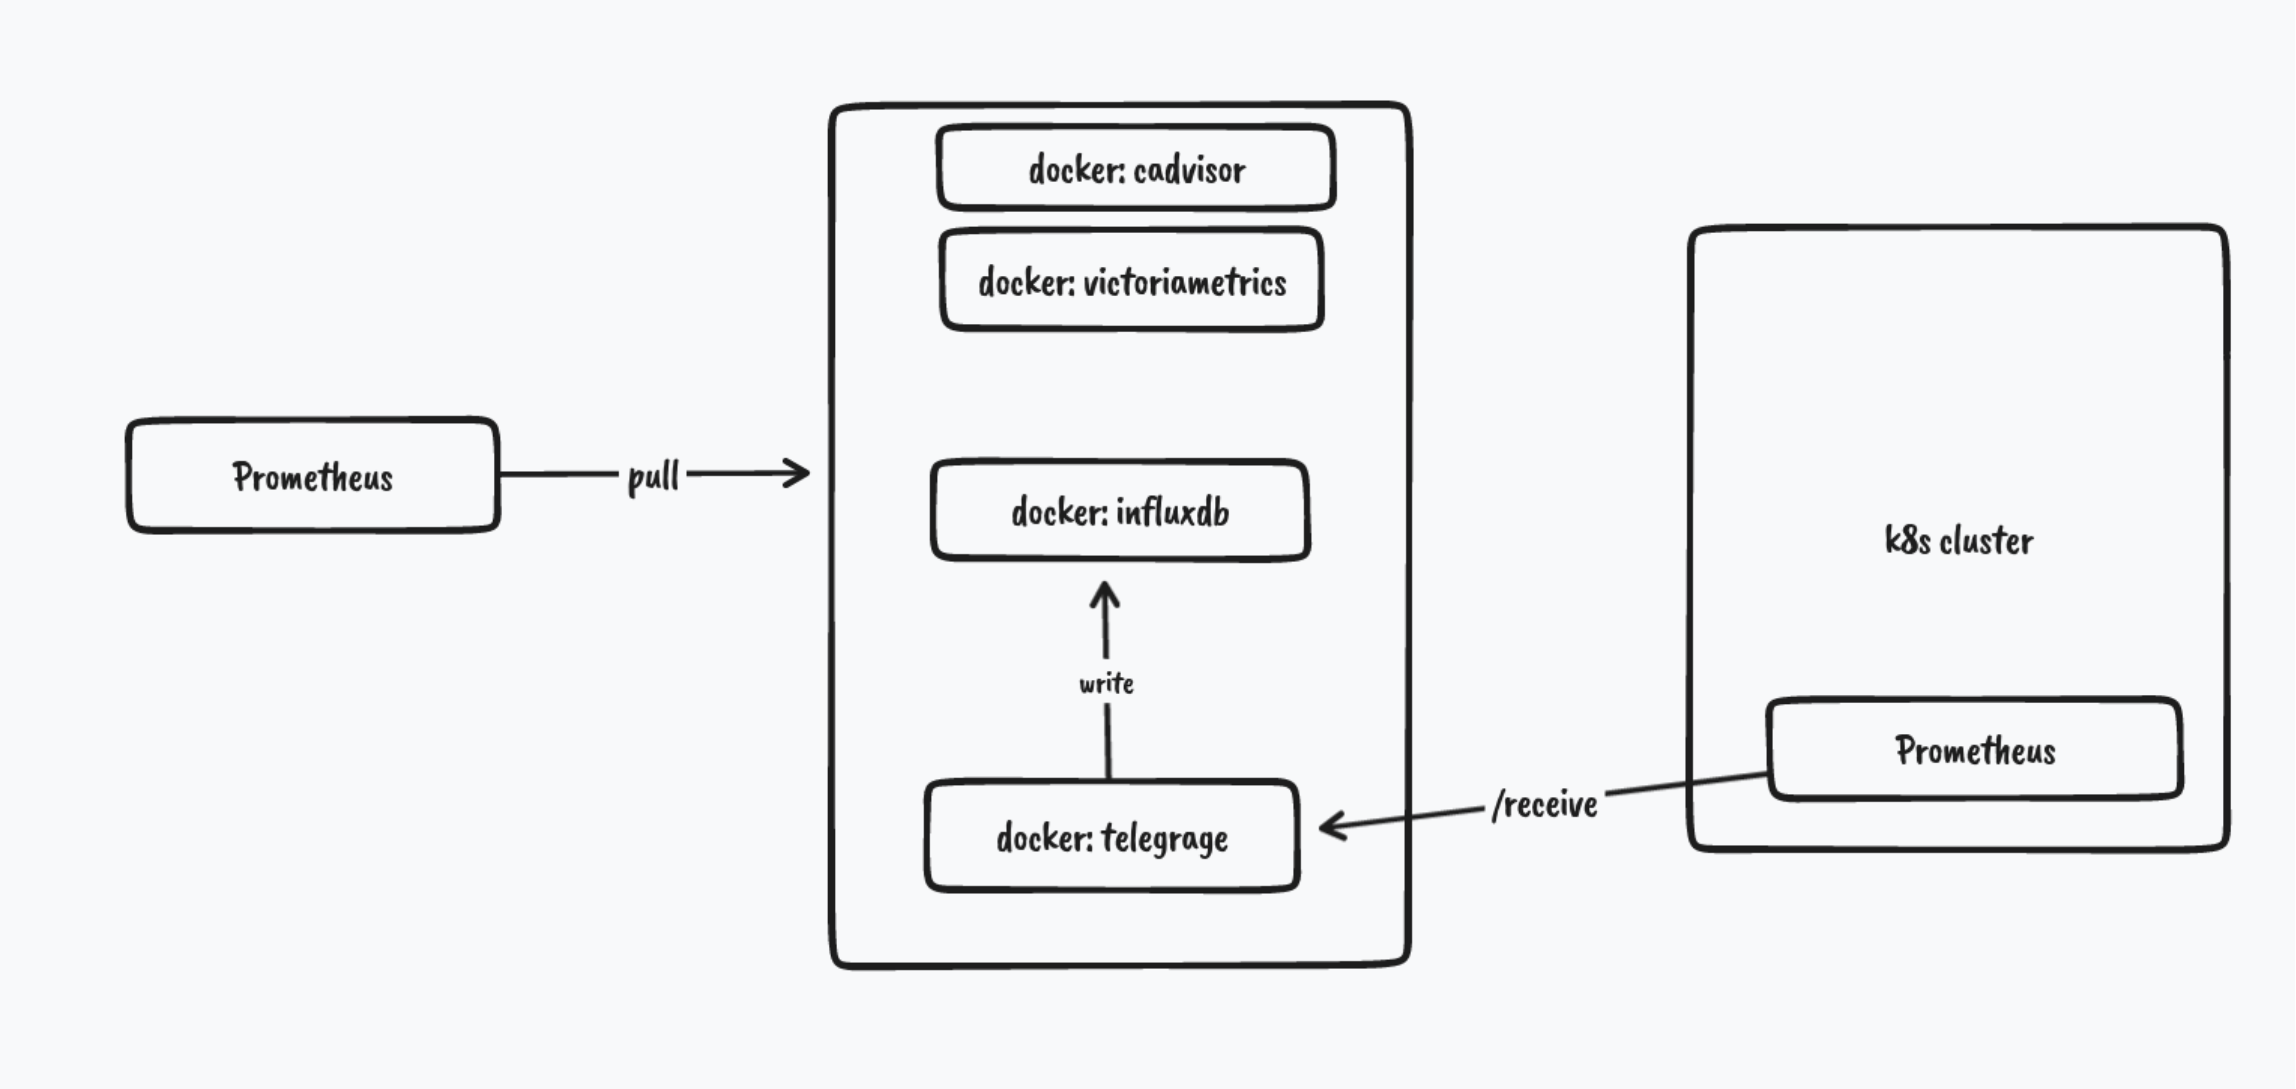 docker: cadvisor
docker: victoriametrics
Prometheus
pull
docker: influxdb
write
docker: telegrage
/receive
k8s cluster
Prometheus